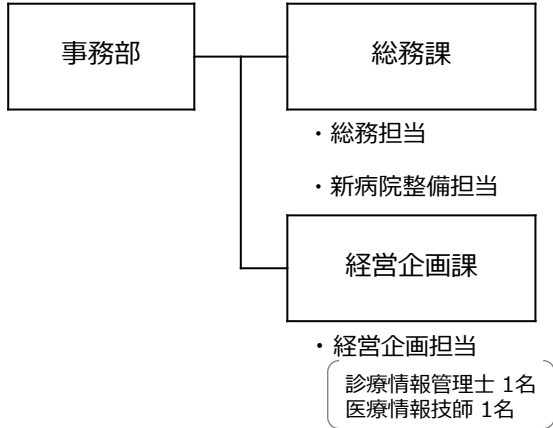 事務部
総務課
・総務担当
・新病院整備担当
経営企画課
・経営企画担当
診療情報管理士 1名
医療情報技師 1名